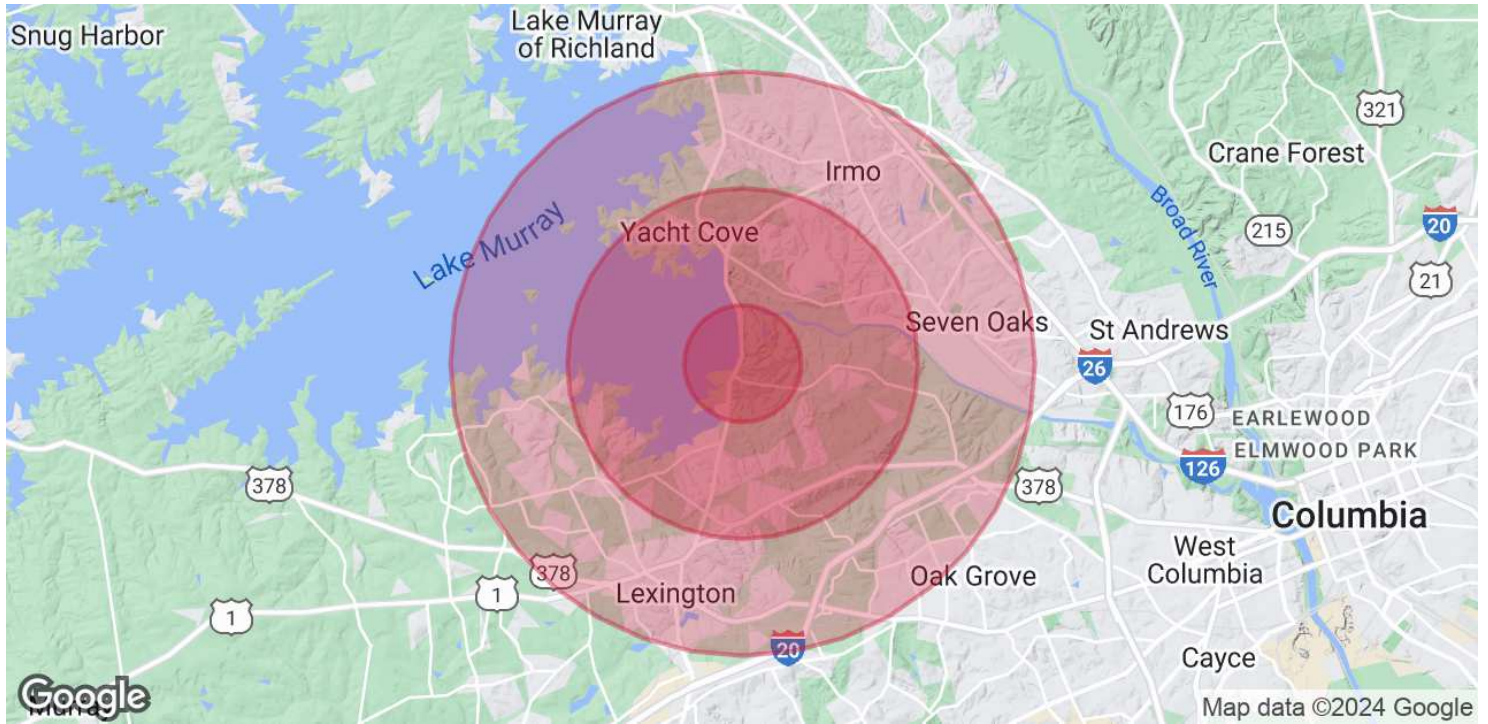 Snug Harbor
Lake Murray
of Richland
321
Crane Forest
Irmo
Broad River
215
20
Yacht Cove
Lake Murray
21
Seven Oaks
St Andrews
26
176
EARLEWOOD
ELMWOOD PARK
126
378
378
Columbia
West
Columbia
378
Oak Grove
1
Lexington
1
20
Cayce
Google
Murray
Map data ©2024 Google